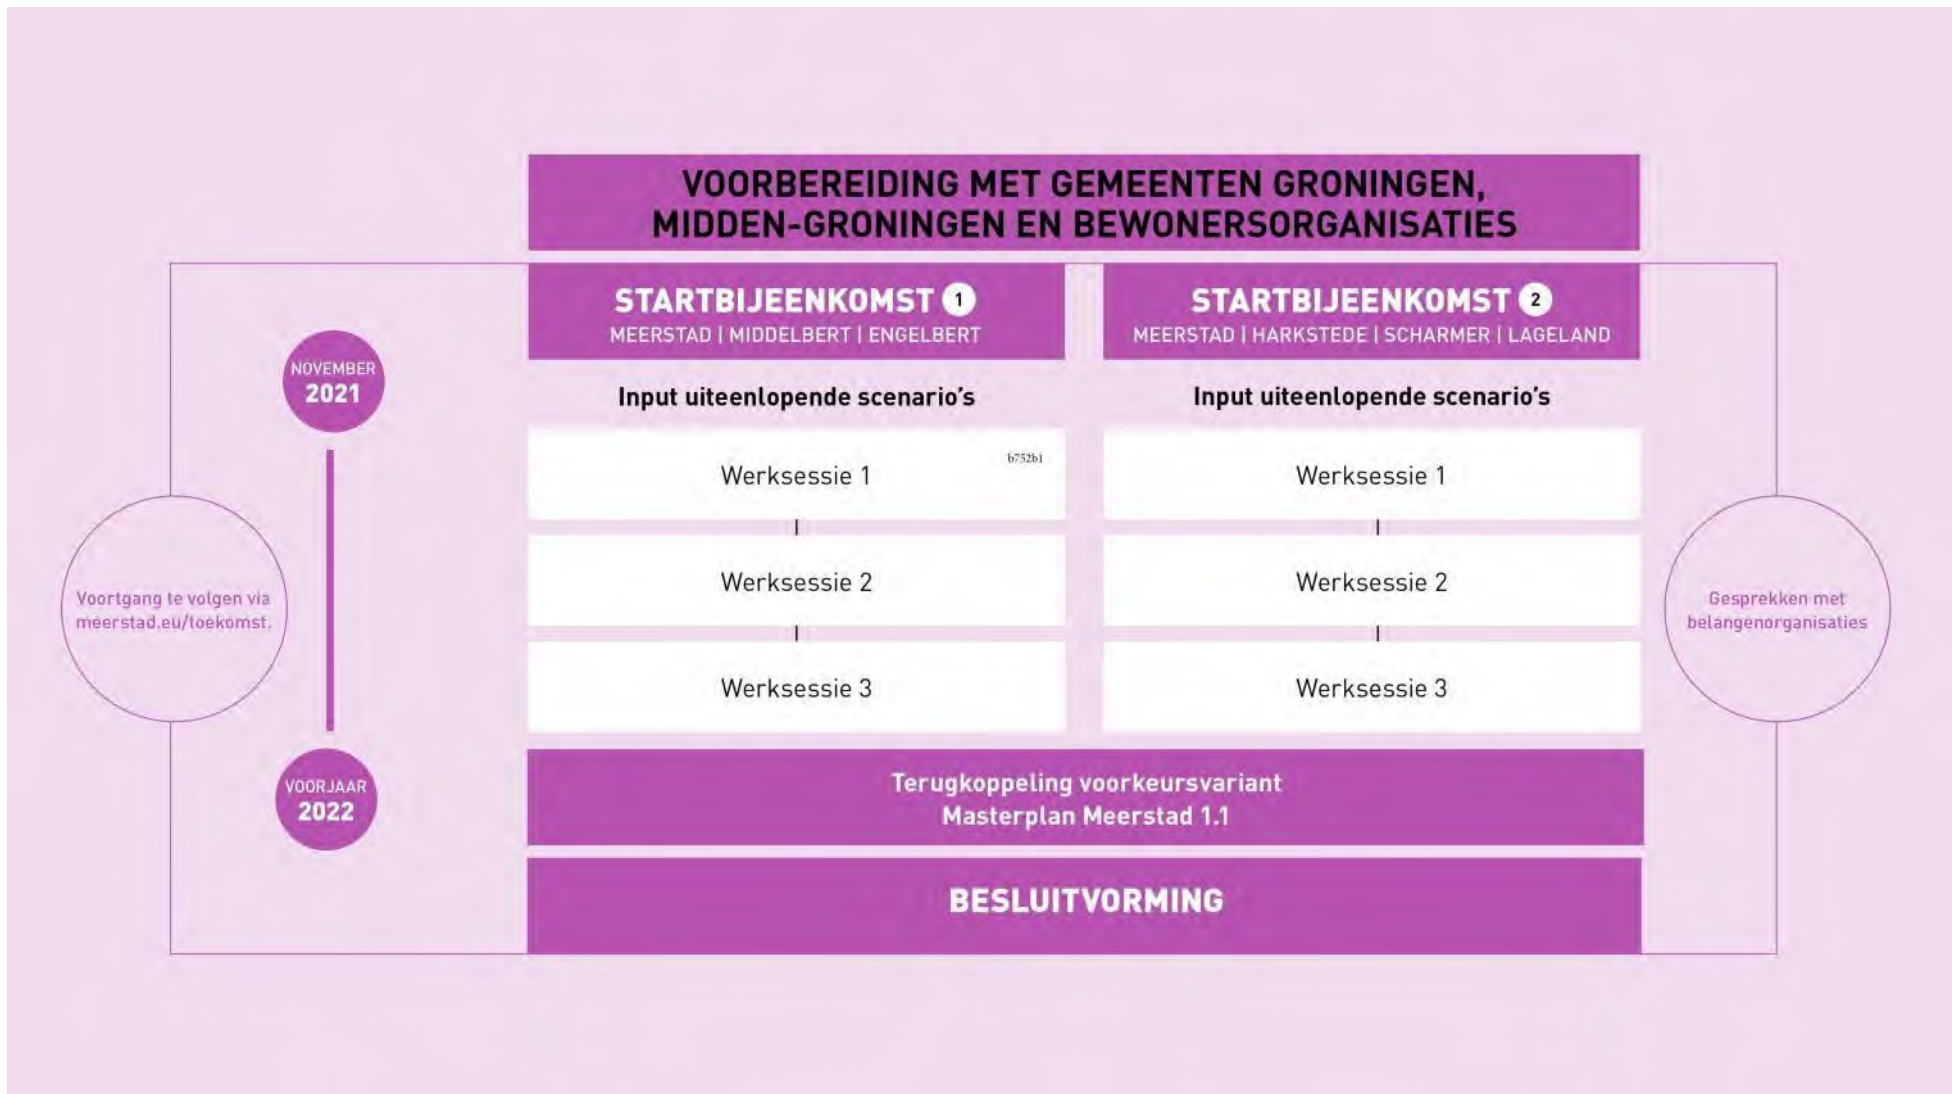 VOORBEREIDING MET GEMEENTEN GRONINGEN,
MIDDEN-GRONINGEN EN BEWONERSORGANISATIES
STARTBIJEENKOMST 1
MEERSTAD | MIDDELBERT | ENGELBERT
STARTBIJEENKOMST 2
MEERSTAD | HARKSTEDE | SCHARMER | LAGELAND
NOVEMBER
2021
Input uiteenlopende scenario's
Input uiteenlopende scenario's
b752b1
Werksessie 1
Werksessie 1
Werksessie 2
Werksessie 2
Voortgang te volgen via
meerstad.eu/toekomst.
Gesprekken met
belangenorganisaties
Werksessie 3
Werksessie 3
VOORJAAR
2022
Terugkoppeling voorkeursvariant
Masterplan Meerstad 1.1
BESLUITVORMING